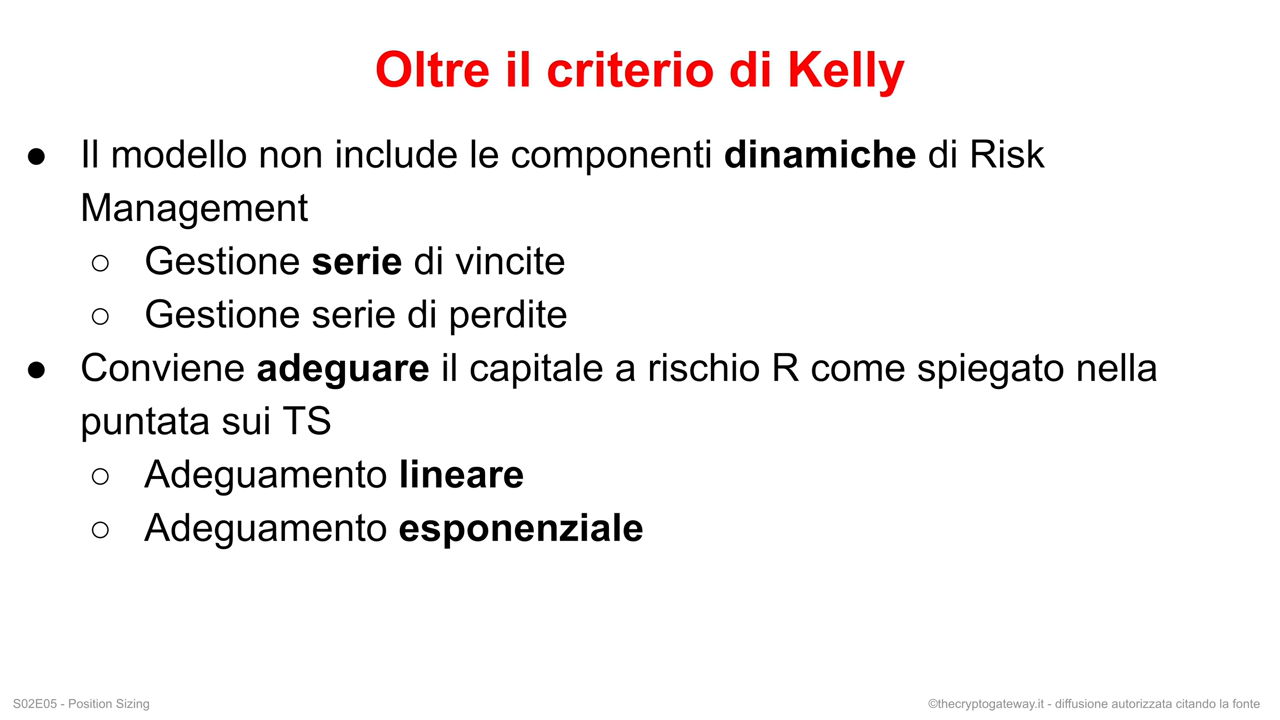 Oltre il criterio di Kelly
● Il modello non include le componenti dinamiche di Risk
Management
○ Gestione serie di vincite
○ Gestione serie di perdite
● Conviene adeguare il capitale a rischio R come spiegato nella
puntata sui TS
○ Adeguamento lineare
○ Adeguamento esponenziale
S02E05 - Position Sizing
©thecryptogateway.it - diffusione autorizzata citando la fonte